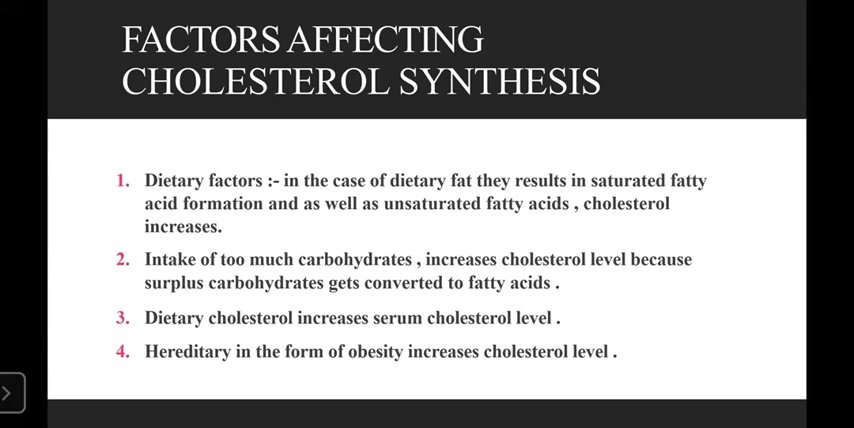 FACTORS AFFECTING
CHOLESTEROL SYNTHESIS
1. Dietary factors :- in the case of dietary fat they results in saturated fatty
acid formation and as well as unsaturated fatty acids , cholesterol
increases.
2. Intake of too much carbohydrates , increases cholesterol level because
surplus carbohydrates gets converted to fatty acids .
3. Dietary cholesterol increases serum cholesterol level .
4. Hereditary in the form of obesity increases cholesterol level .